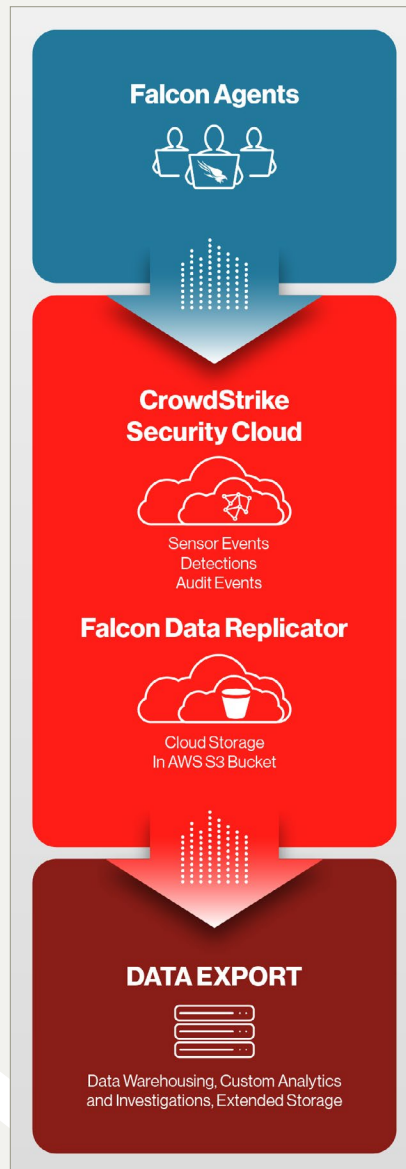 Falcon Agents
CrowdStrike
Security Cloud
Sensor Events
Detections
Audit Events
Falcon Data Replicator
Cloud Storage
In AWS S3 Bucket
DATA EXPORT
Data Warehousing, Custom Analytics
and Investigations, Extended Storage